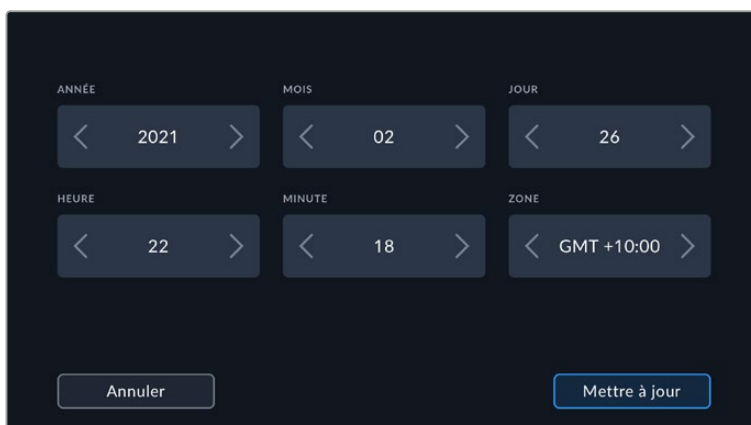 ANNÉE MOIS JOUR
2021 02 26
HEURE MINUTE ZONE
22 18 GMT +10:00
Annuler Mettre à jour